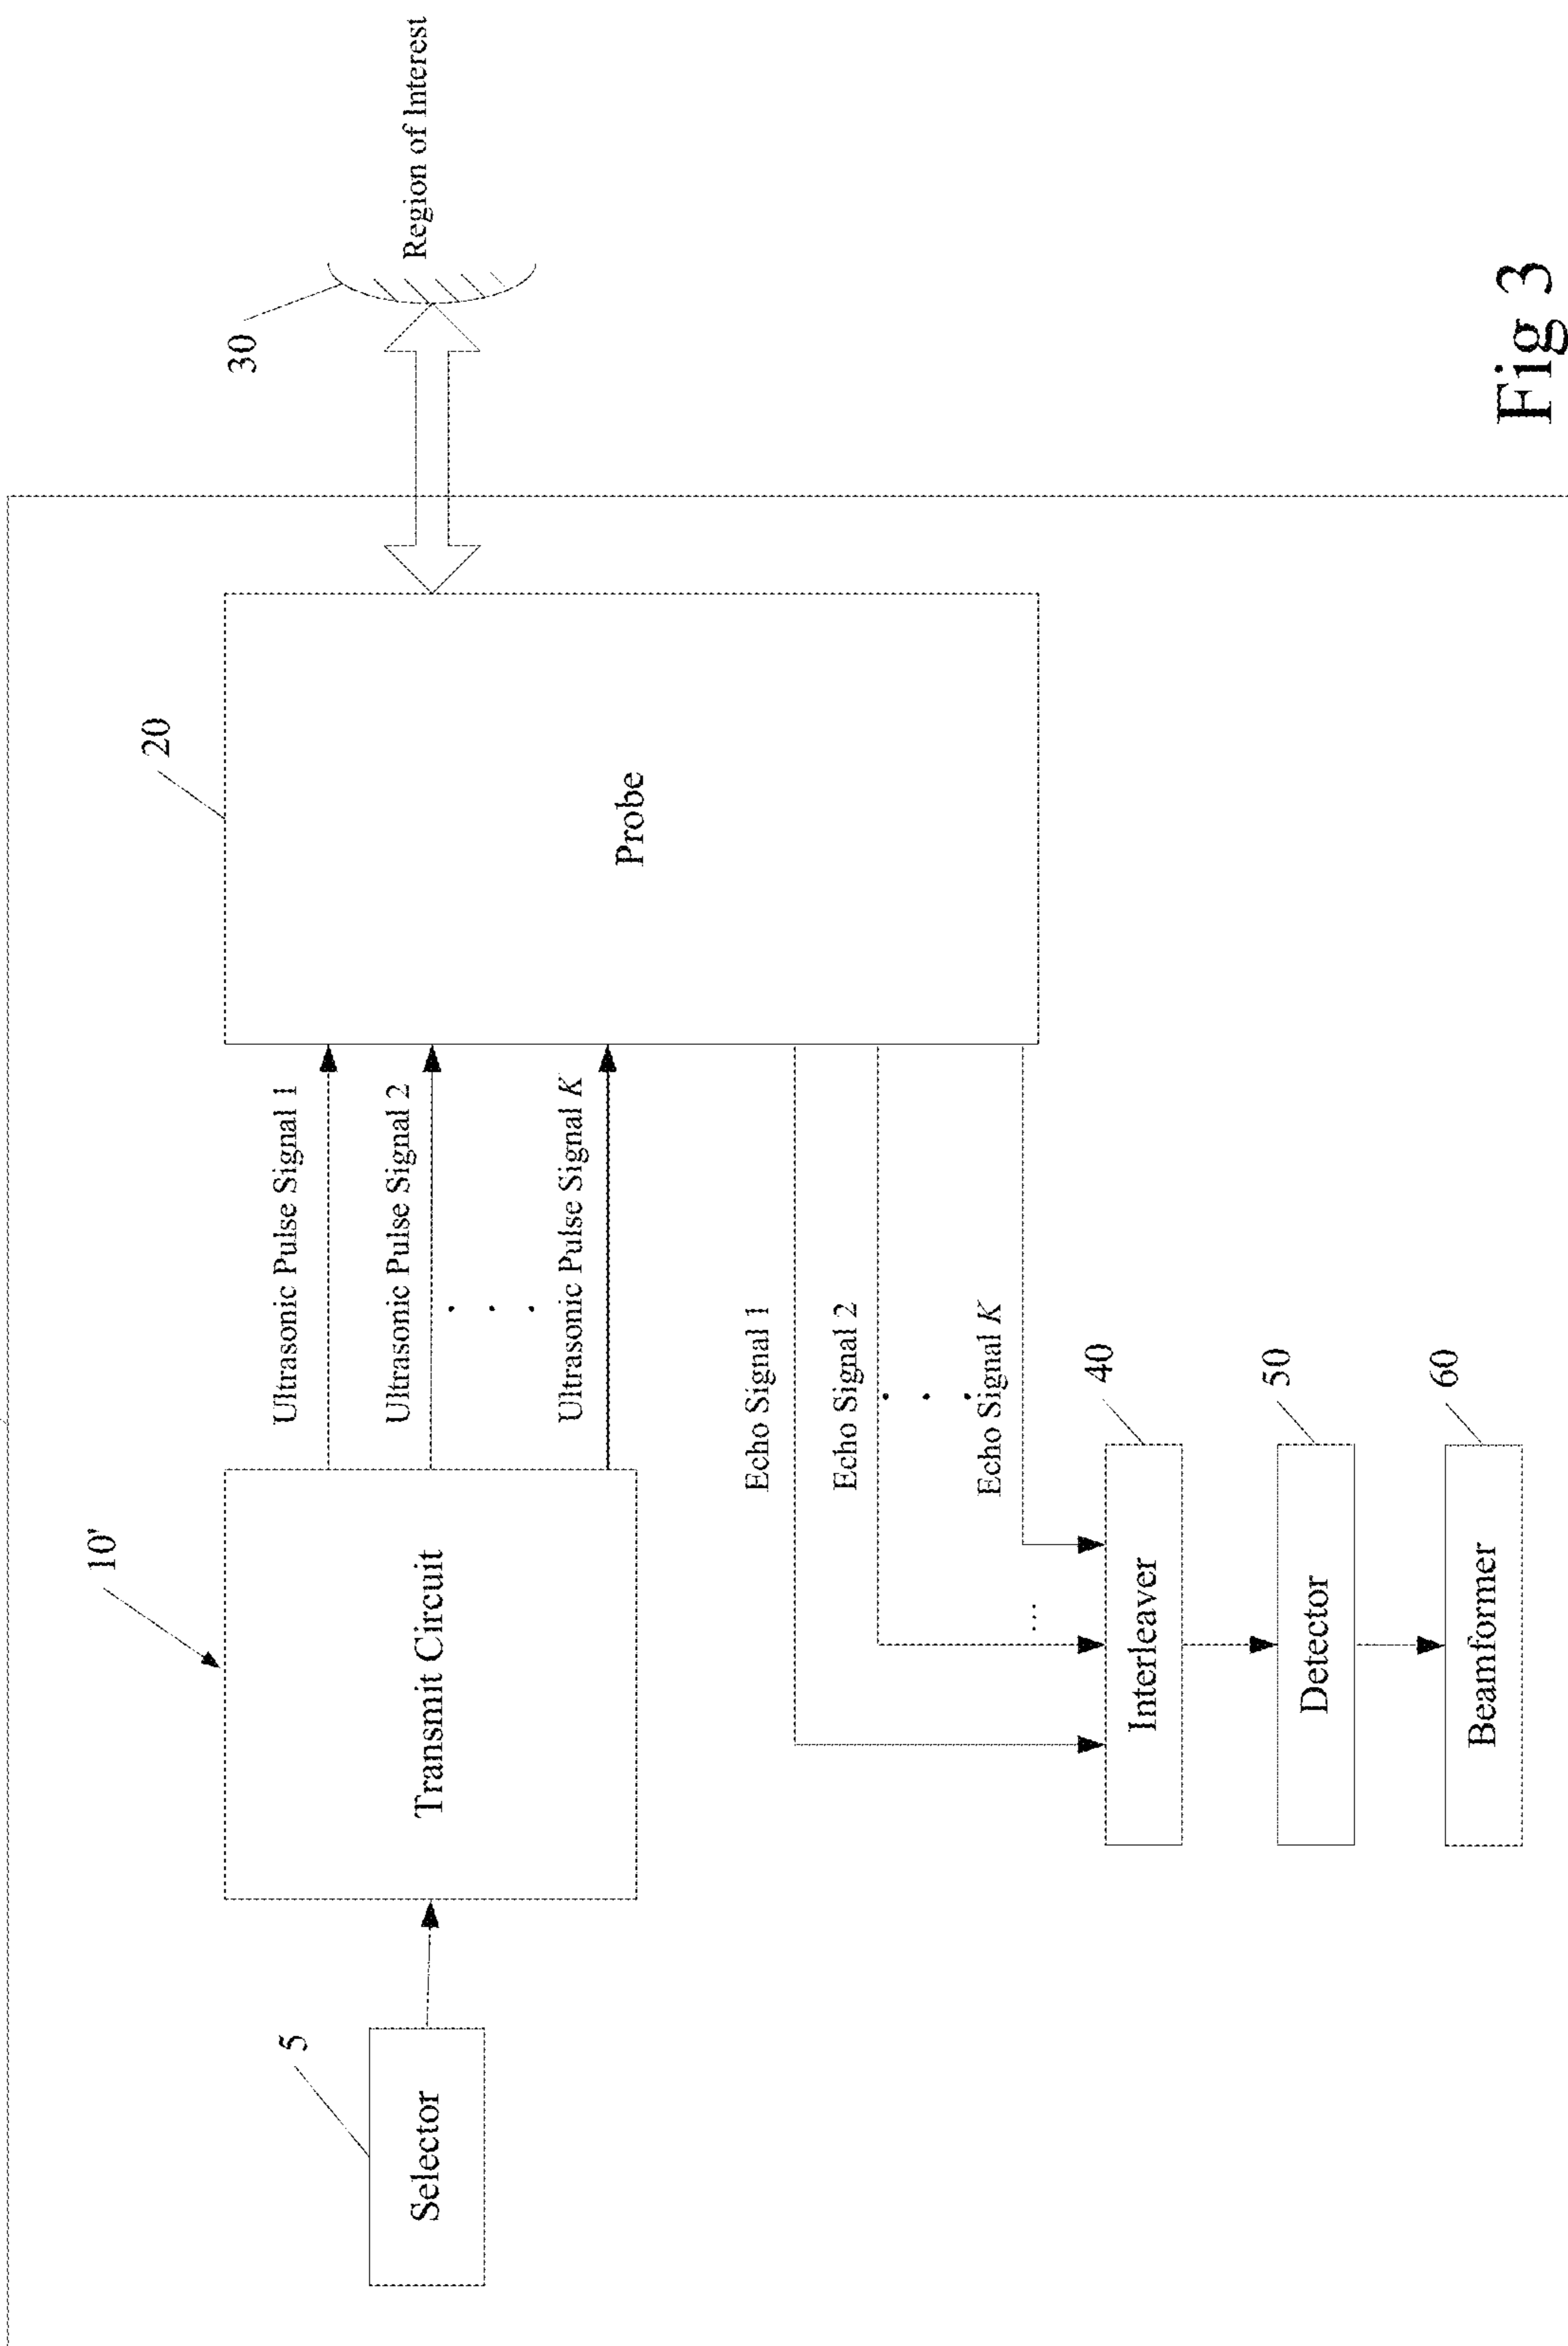 5
Selector
10'
Transmit Circuit
Ultrasonic Pulse Signal 1
Ultrasonic Pulse Signal 2
. . .
Ultrasonic Pulse Signal K
20
Probe
30
Region of Interest
Echo Signal 1
Echo Signal 2
. . .
Echo Signal K
...
40
Interleaver
50
Detector
60
Beamformer
Fig 3